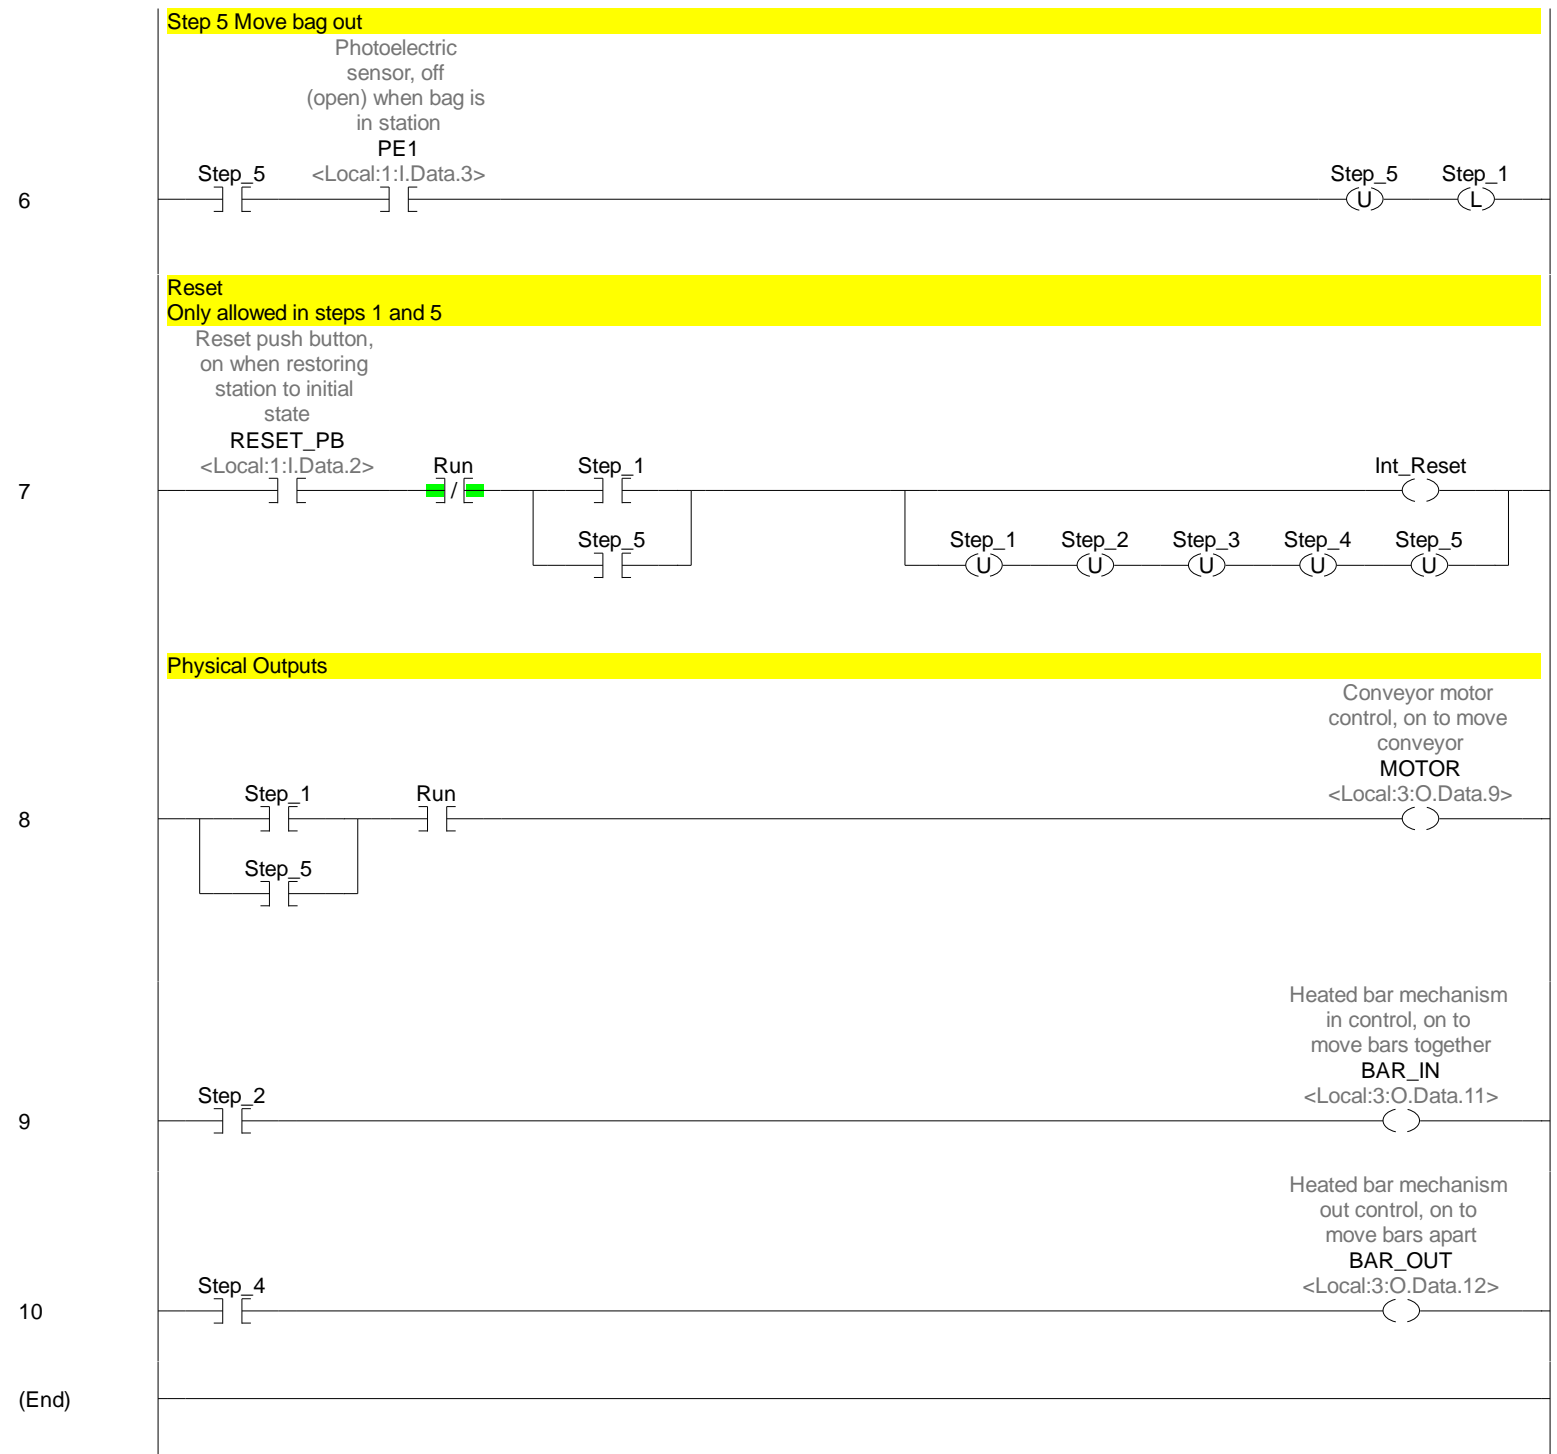 Step 5 Move bag out
Photoelectric
sensor, off
(open) when bag is
in station
PE1
Step_5 <Local:1:I.Data.3> Step_5 Step_1
6 U L
Reset
Only allowed in steps 1 and 5
Reset push button,
on when restoring
station to initial
state
RESET_PB
<Local:1:I.Data.2> Run Step_1 Int_Reset
7 /
Step_5 Step_1 Step_2 Step_3 Step_4 Step_5
U U U U U
Physical Outputs
Conveyor motor
control, on to move
conveyor
MOTOR
Step_1 Run <Local:3:O.Data.9>
8
Step_5
Heated bar mechanism
in control, on to
move bars together
BAR_IN
Step_2 <Local:3:O.Data.11>
9
Heated bar mechanism
out control, on to
move bars apart
BAR_OUT
Step_4 <Local:3:O.Data.12>
10
(End)